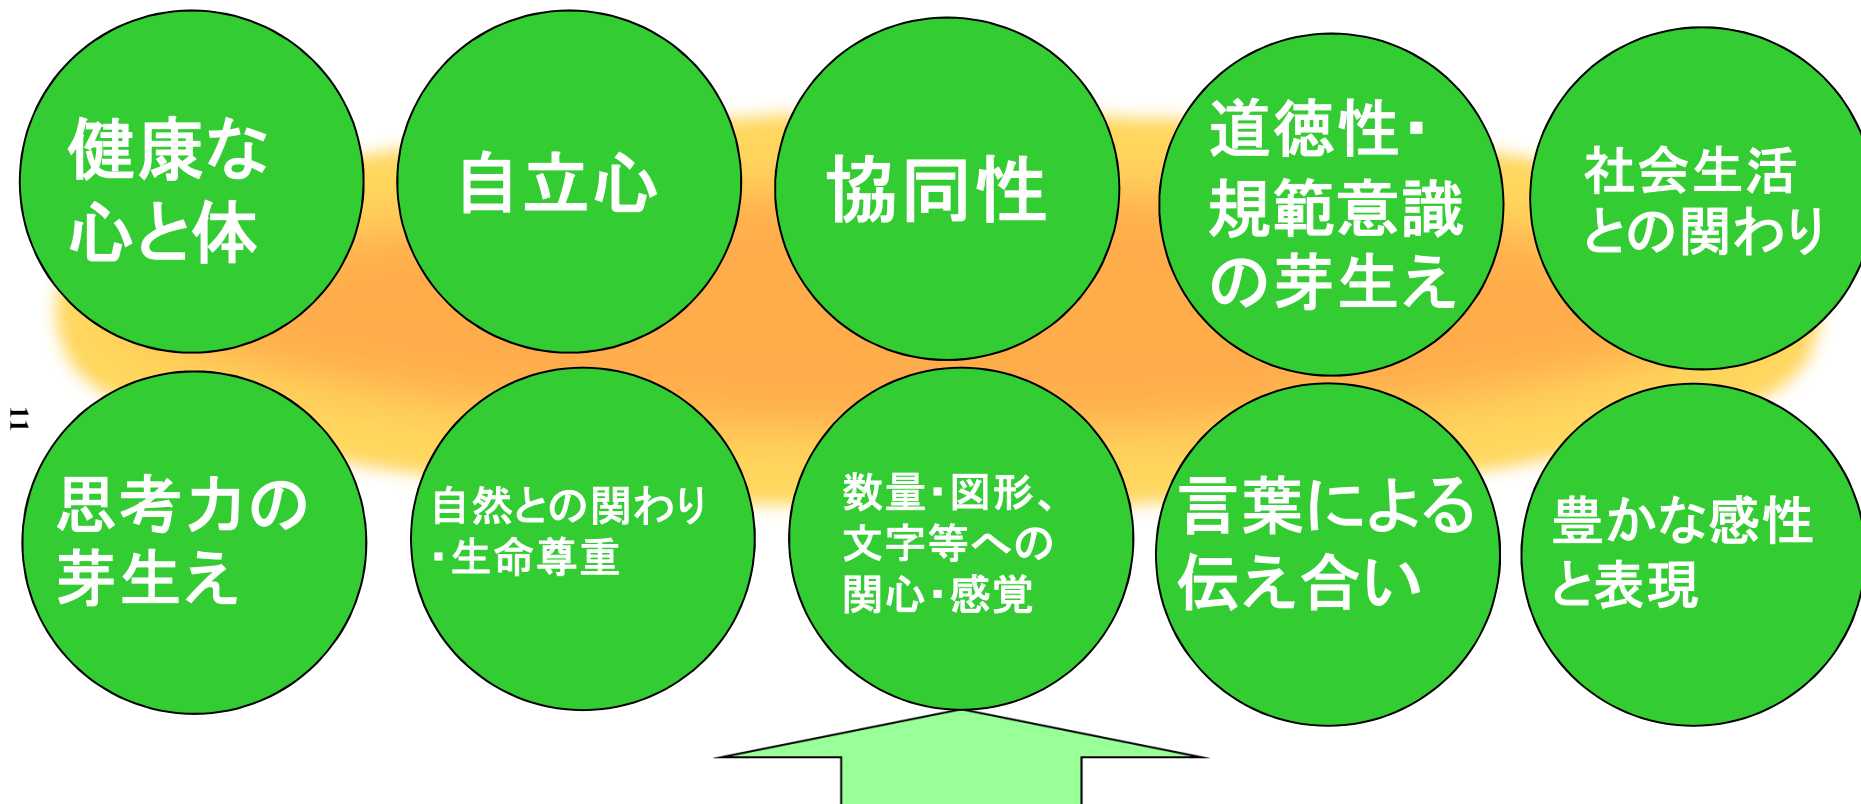 健康な
心と体
自立心
協同性
道徳性・
規範意識
の芽生え
社会生活
との関わり
思考力の
芽生え
自然との関わり
・生命尊重
数量・図形、
文字等への
関心・感覚
言葉による
伝え合い
豊かな感性
と表現
11